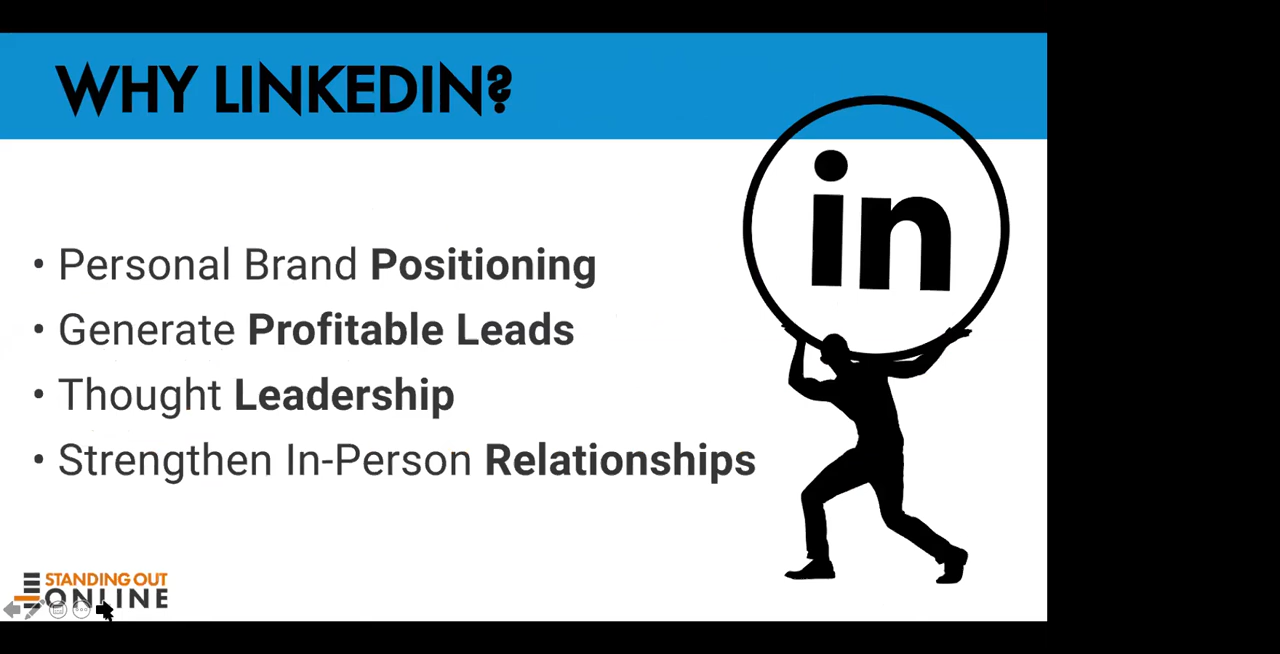 WHY LINKEDIN?
in
• Personal Brand Positioning
• Generate Profitable Leads
• Thought Leadership
• Strengthen In-Person Relationships
STANDING OUT
ONLINE